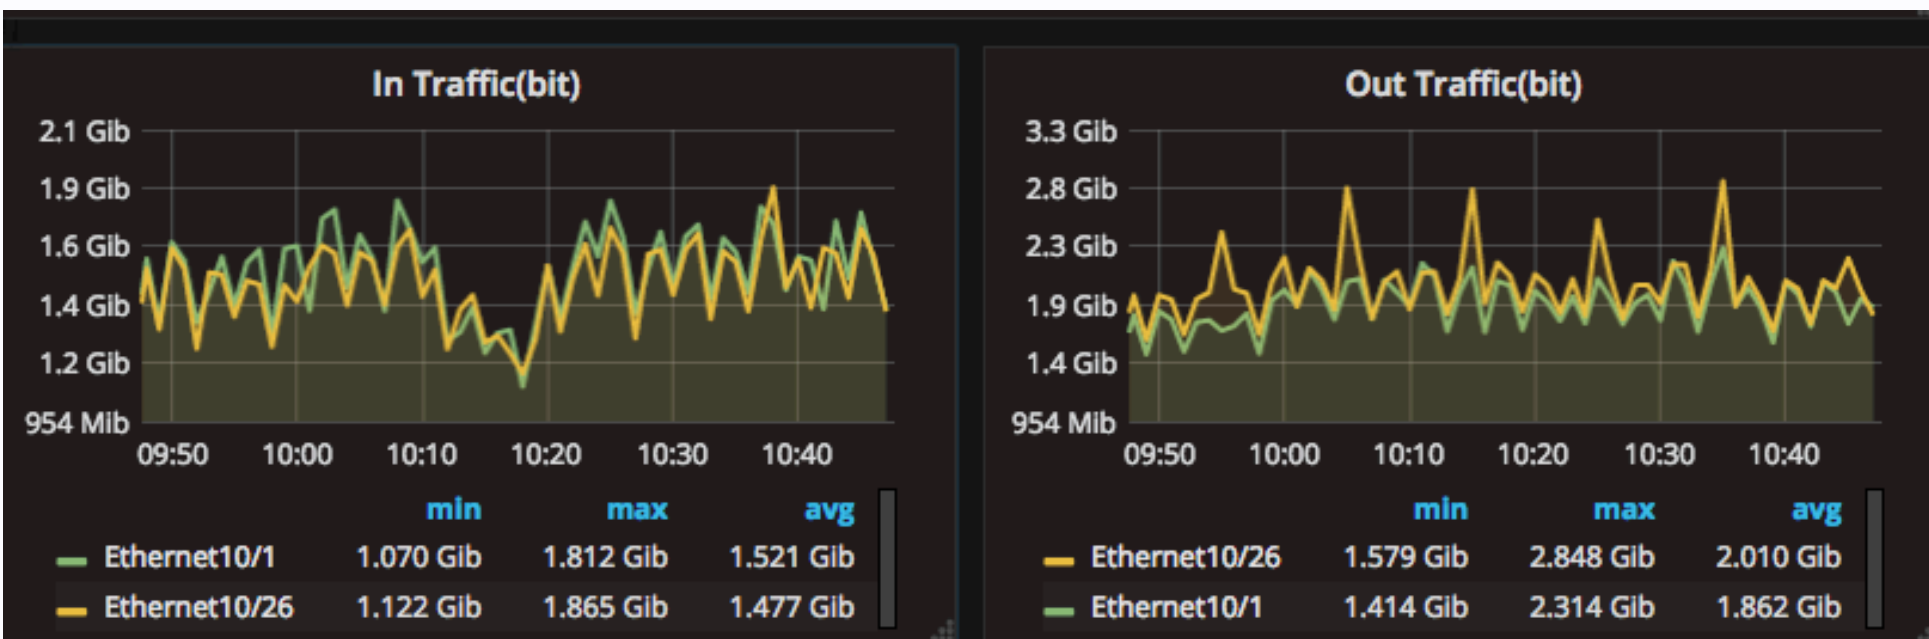 In Traffic(bit)
2.1 Gib
1.9 Gib
1.6 Gib
1.4 Gib
1.2 Gib
954 Mib
09:50 10:00 10:10 10:20 10:30 10:40
min max avg
Ethernet10/1 1.070 Gib 1.812 Gib 1.521 Gib
Ethernet10/26 1.122 Gib 1.865 Gib 1.477 Gib
Out Traffic(bit)
3.3 Gib
2.8 Gib
2.3 Gib
1.9 Gib
1.4 Gib
954 Mib
09:50 10:00 10:10 10:20 10:30 10:40
min max avg
Ethernet10/26 1.579 Gib 2.848 Gib 2.010 Gib
Ethernet10/1 1.414 Gib 2.314 Gib 1.862 Gib